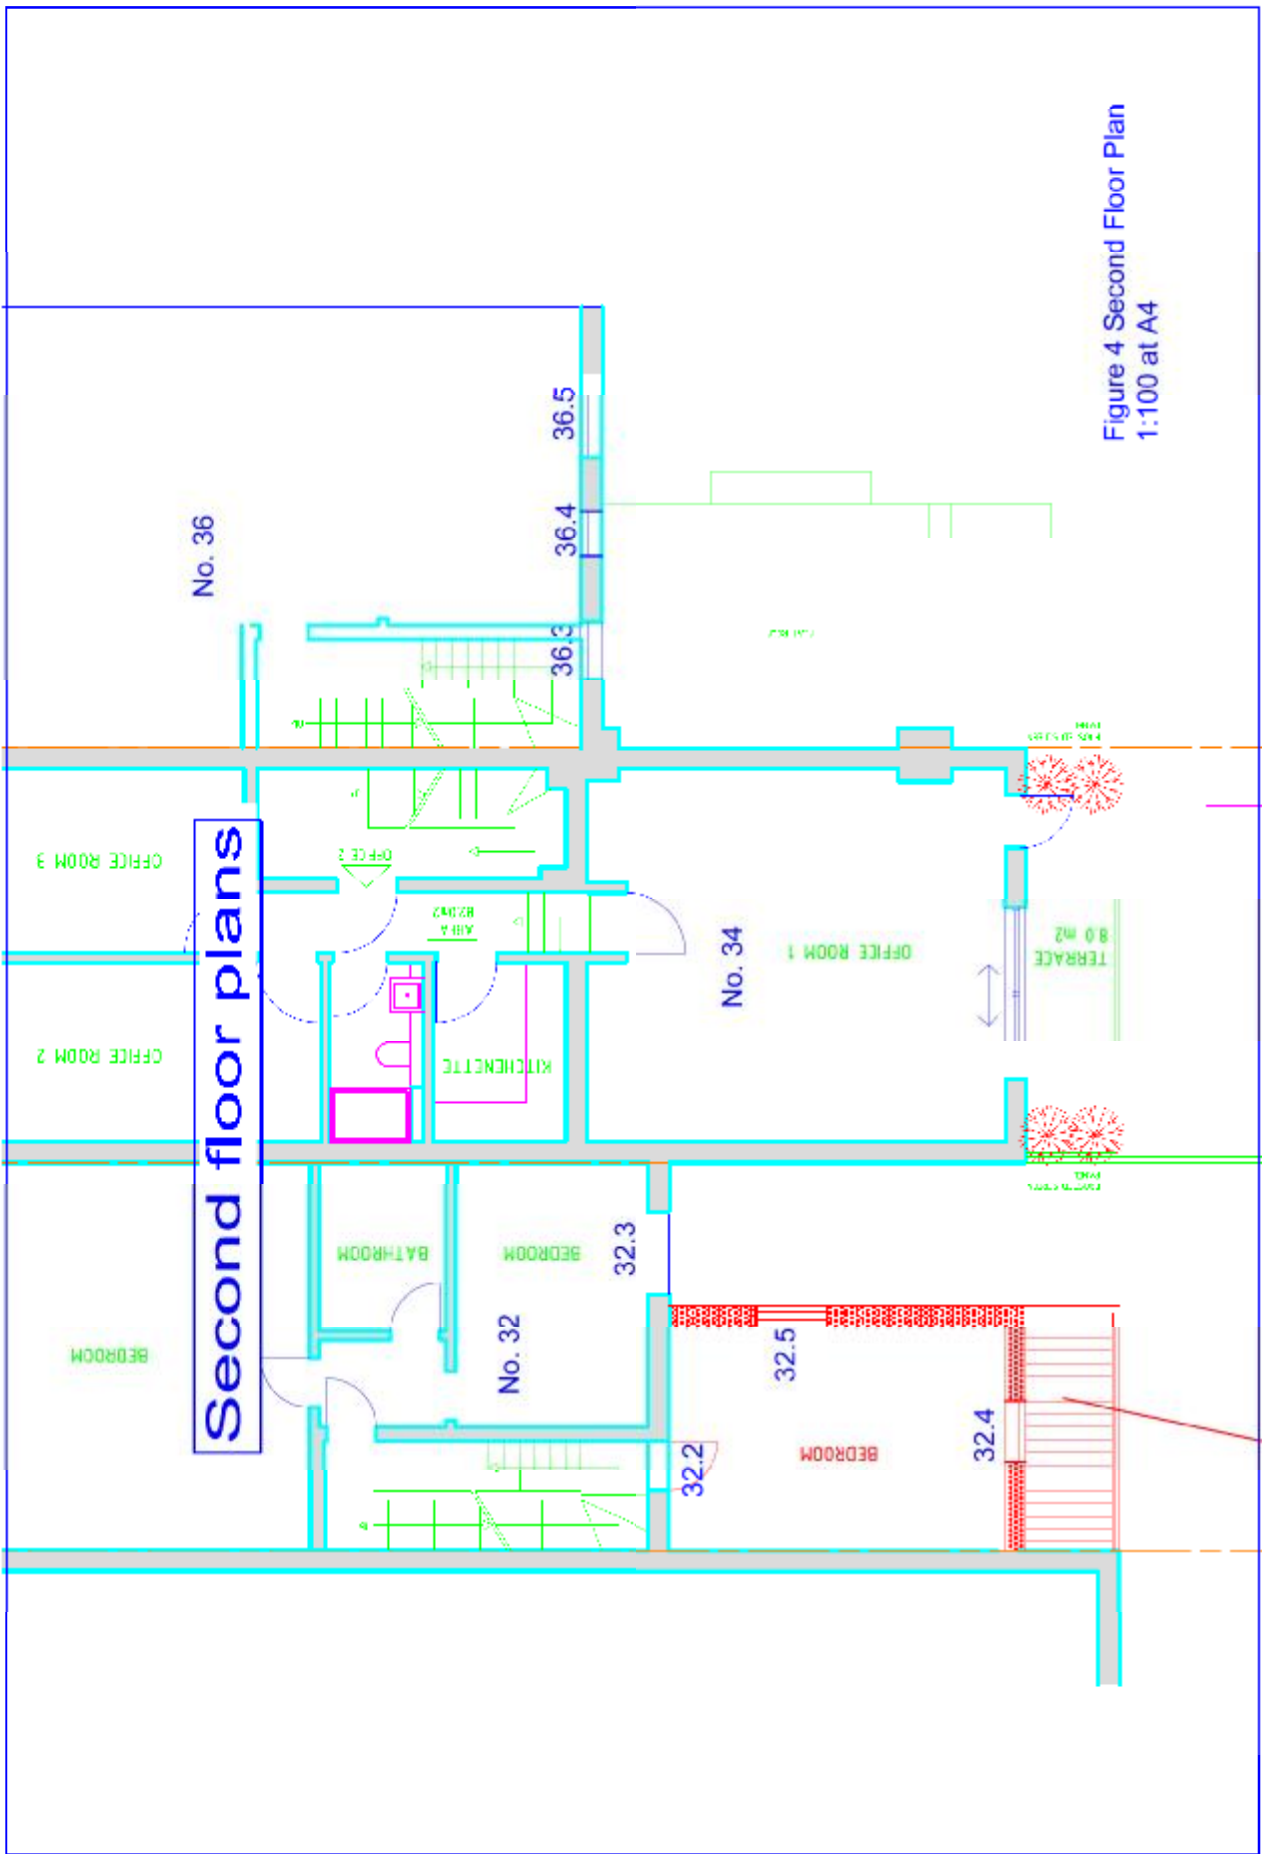 Second floor plans
Figure 4 Second Floor Plan
1:100 at A4
No. 36
36.5
36.4
36.3
OFFICE ROOM 3
OFFICE 2
AREA
82.0m2
OFFICE ROOM 2
KITCHENETTE
No. 34
OFFICE ROOM 1
TERRACE
8.0 m2
BEDROOM
BATHROOM
BEDROOM
32.3
No. 32
32.5
32.2
BEDROOM
32.4